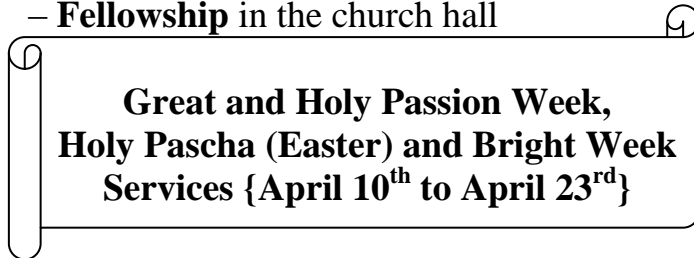 – Fellowship in the church hall
Great and Holy Passion Week,
Holy Pascha (Easter) and Bright Week
Services {April 10th to April 23rd}